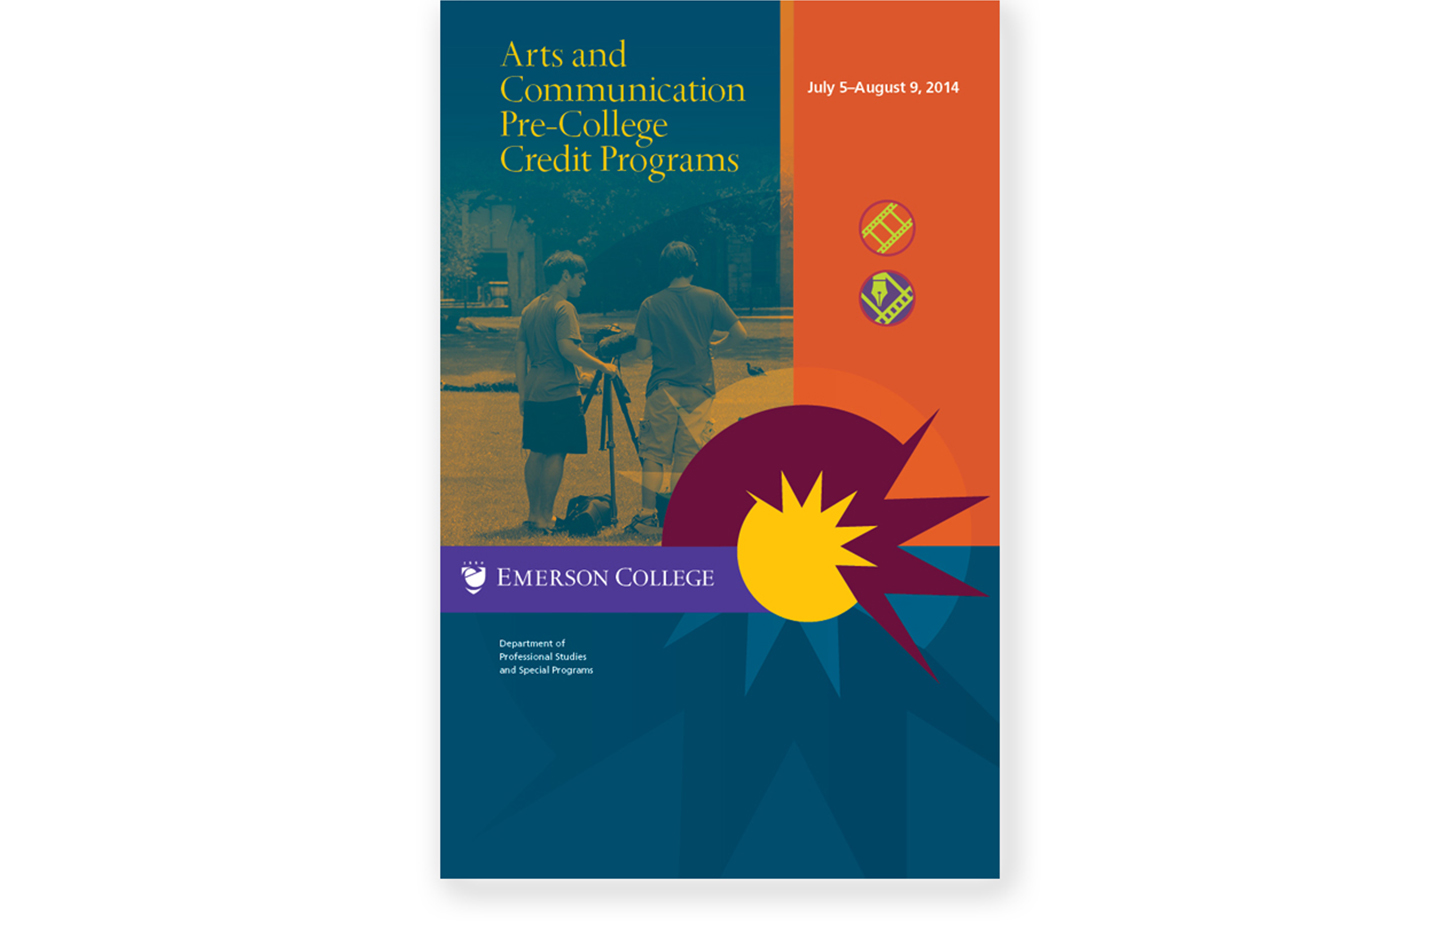 Arts and
Communication
Pre-College
Credit Programs
July 5–August 9, 2014
EMERSON COLLEGE
Department of
Professional Studies
and Special Programs